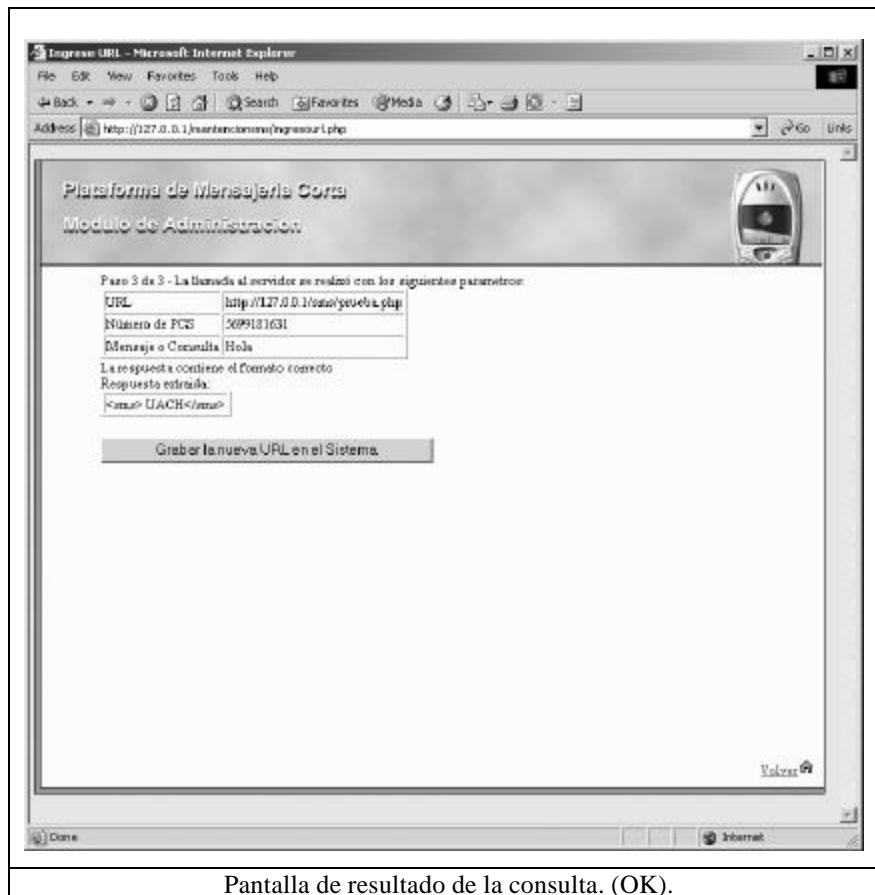 Ingreso URL - Microsoft Internet Explorer
File Edit View Favorites Tools Help
Back Search Favorites Media
Address http://127.0.0.1/mantencionsms/ingresourl.php Go Links
Plataforma de Mensajería Corta
Modulo de Administracion
Paso 3 de 3 - La llamada al servidor se realizó con los siguientes parametros:
URL http://127.0.0.1/sms/prueba.php
Número de PCS 5699181631
Mensaje o Consulta Hola
La respuesta contiene el formato correcto
Respuesta extraida:
<sms> UACH</sms>
Grabar la nueva URL en el Sistema.
Volver
Done Internet
Pantalla de resultado de la consulta. (OK).